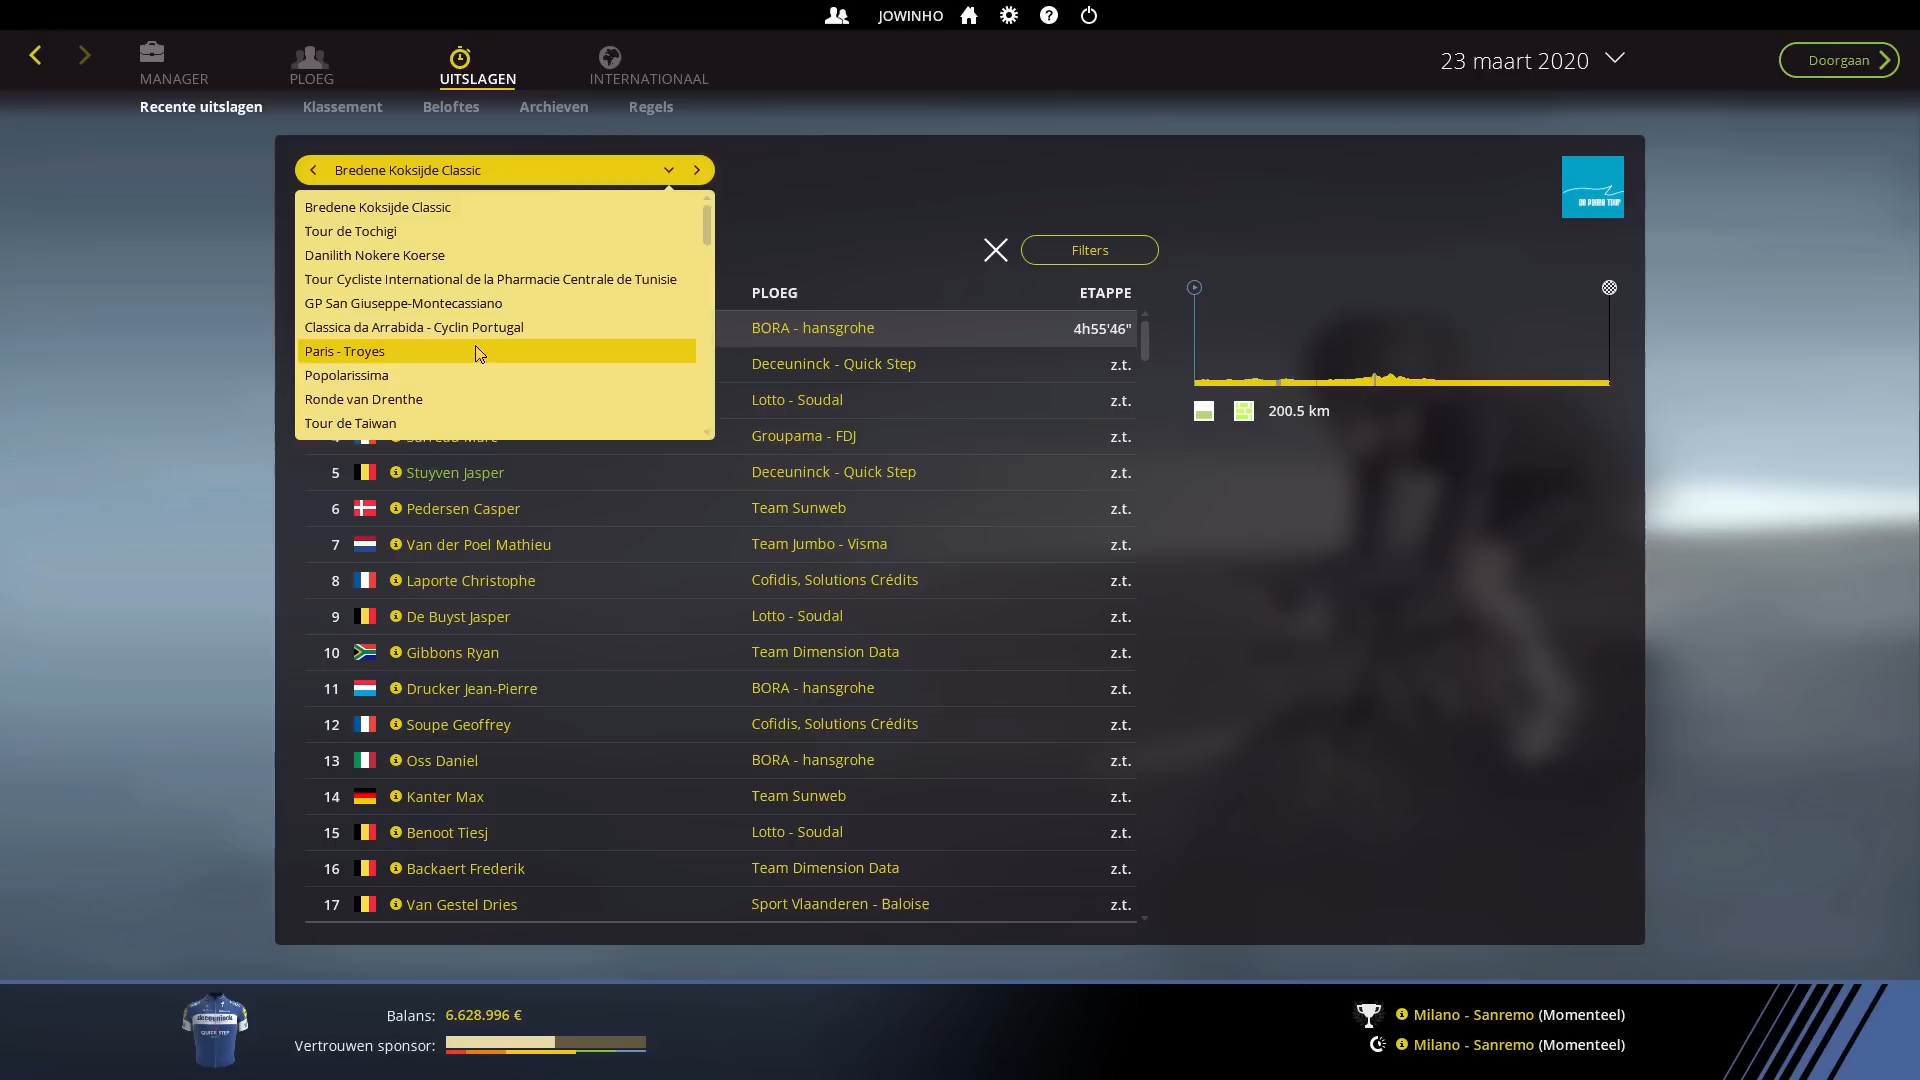 JOWINHO
MANAGER
PLOEG
UITSLAGEN
INTERNATIONAAL
23 maart 2020
Doorgaan
Recente uitslagen
Klassement
Beloftes
Archieven
Regels
Bredene Koksijde Classic
Bredene Koksijde Classic
Tour de Tochigi
Danilith Nokere Koerse
Tour Cycliste International de la Pharmacie Centrale de Tunisie
GP San Giuseppe-Montecassiano
Classica da Arrabida - Cyclin Portugal
Paris - Troyes
Popolarissima
Ronde van Drenthe
Tour de Taiwan
Filters
PLOEG ETAPPE
BORA - hansgrohe 4h55'46"
Deceuninck - Quick Step z.t.
Lotto - Soudal z.t.
Groupama - FDJ z.t.
5 Stuyven Jasper Deceuninck - Quick Step z.t.
6 Pedersen Casper Team Sunweb z.t.
7 Van der Poel Mathieu Team Jumbo - Visma z.t.
8 Laporte Christophe Cofidis, Solutions Crédits z.t.
9 De Buyst Jasper Lotto - Soudal z.t.
10 Gibbons Ryan Team Dimension Data z.t.
11 Drucker Jean-Pierre BORA - hansgrohe z.t.
12 Soupe Geoffrey Cofidis, Solutions Crédits z.t.
13 Oss Daniel BORA - hansgrohe z.t.
14 Kanter Max Team Sunweb z.t.
15 Benoot Tiesj Lotto - Soudal z.t.
16 Backaert Frederik Team Dimension Data z.t.
17 Van Gestel Dries Sport Vlaanderen - Baloise z.t.
200.5 km
Balans: 6.628.996 €
Vertrouwen sponsor:
Milano - Sanremo (Momenteel)
Milano - Sanremo (Momenteel)